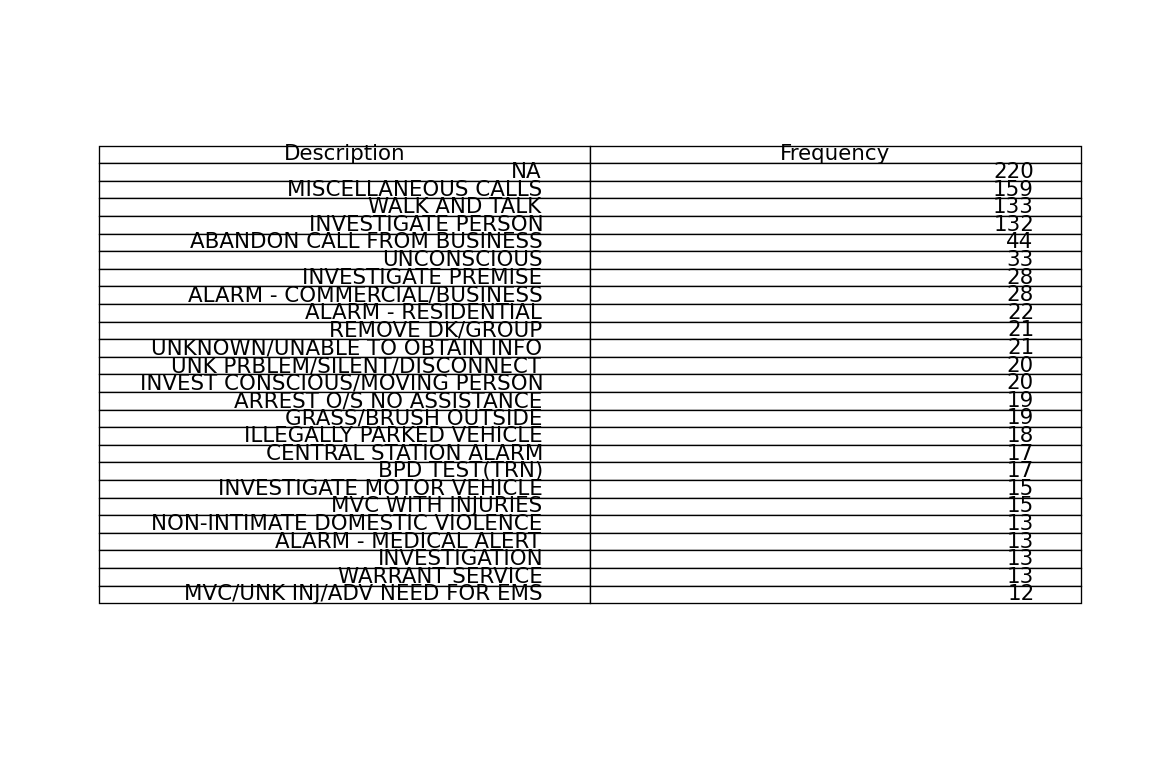 Description Frequency
NA 220
MISCELLANEOUS CALLS 159
WALK AND TALK 133
INVESTIGATE PERSON 132
ABANDON CALL FROM BUSINESS 44
UNCONSCIOUS 33
INVESTIGATE PREMISE 28
ALARM - COMMERCIAL/BUSINESS 28
ALARM - RESIDENTIAL 22
REMOVE DK/GROUP 21
UNKNOWN/UNABLE TO OBTAIN INFO 21
UNK PRBLEM/SILENT/DISCONNECT 20
INVEST CONSCIOUS/MOVING PERSON 20
ARREST O/S NO ASSISTANCE 19
GRASS/BRUSH OUTSIDE 19
ILLEGALLY PARKED VEHICLE 18
CENTRAL STATION ALARM 17
BPD TEST(TRN) 17
INVESTIGATE MOTOR VEHICLE 15
MVC WITH INJURIES 15
NON-INTIMATE DOMESTIC VIOLENCE 13
ALARM - MEDICAL ALERT 13
INVESTIGATION 13
WARRANT SERVICE 13
MVC/UNK INJ/ADV NEED FOR EMS 12